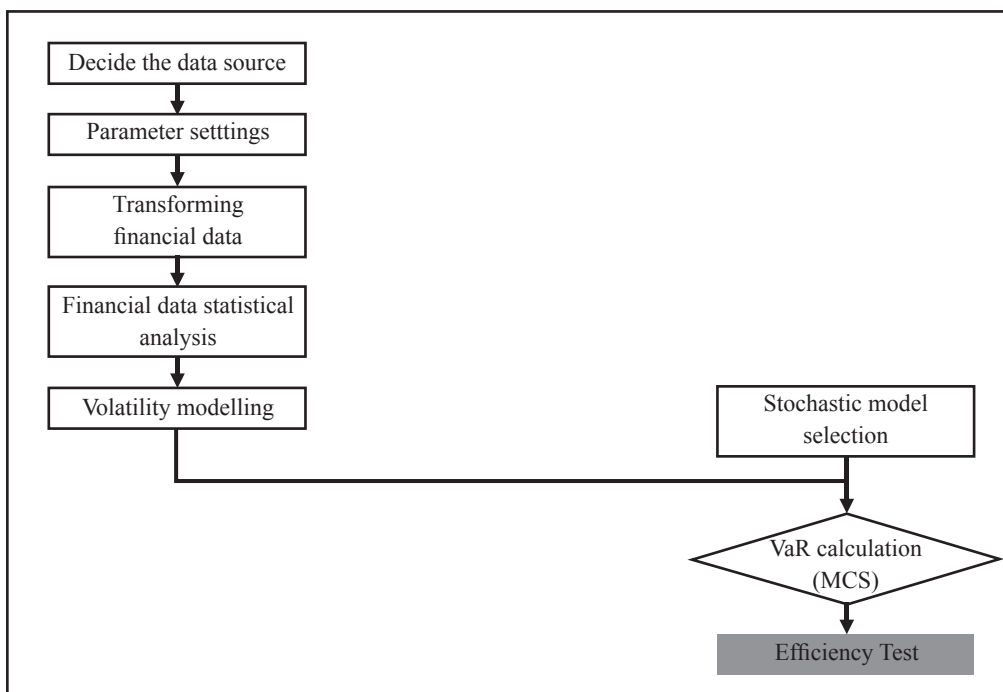 Decide the data source
Parameter setttings
Transforming
financial data
Financial data statistical
analysis
Volatility modelling
Stochastic model
selection
VaR calculation
(MCS)
Efficiency Test